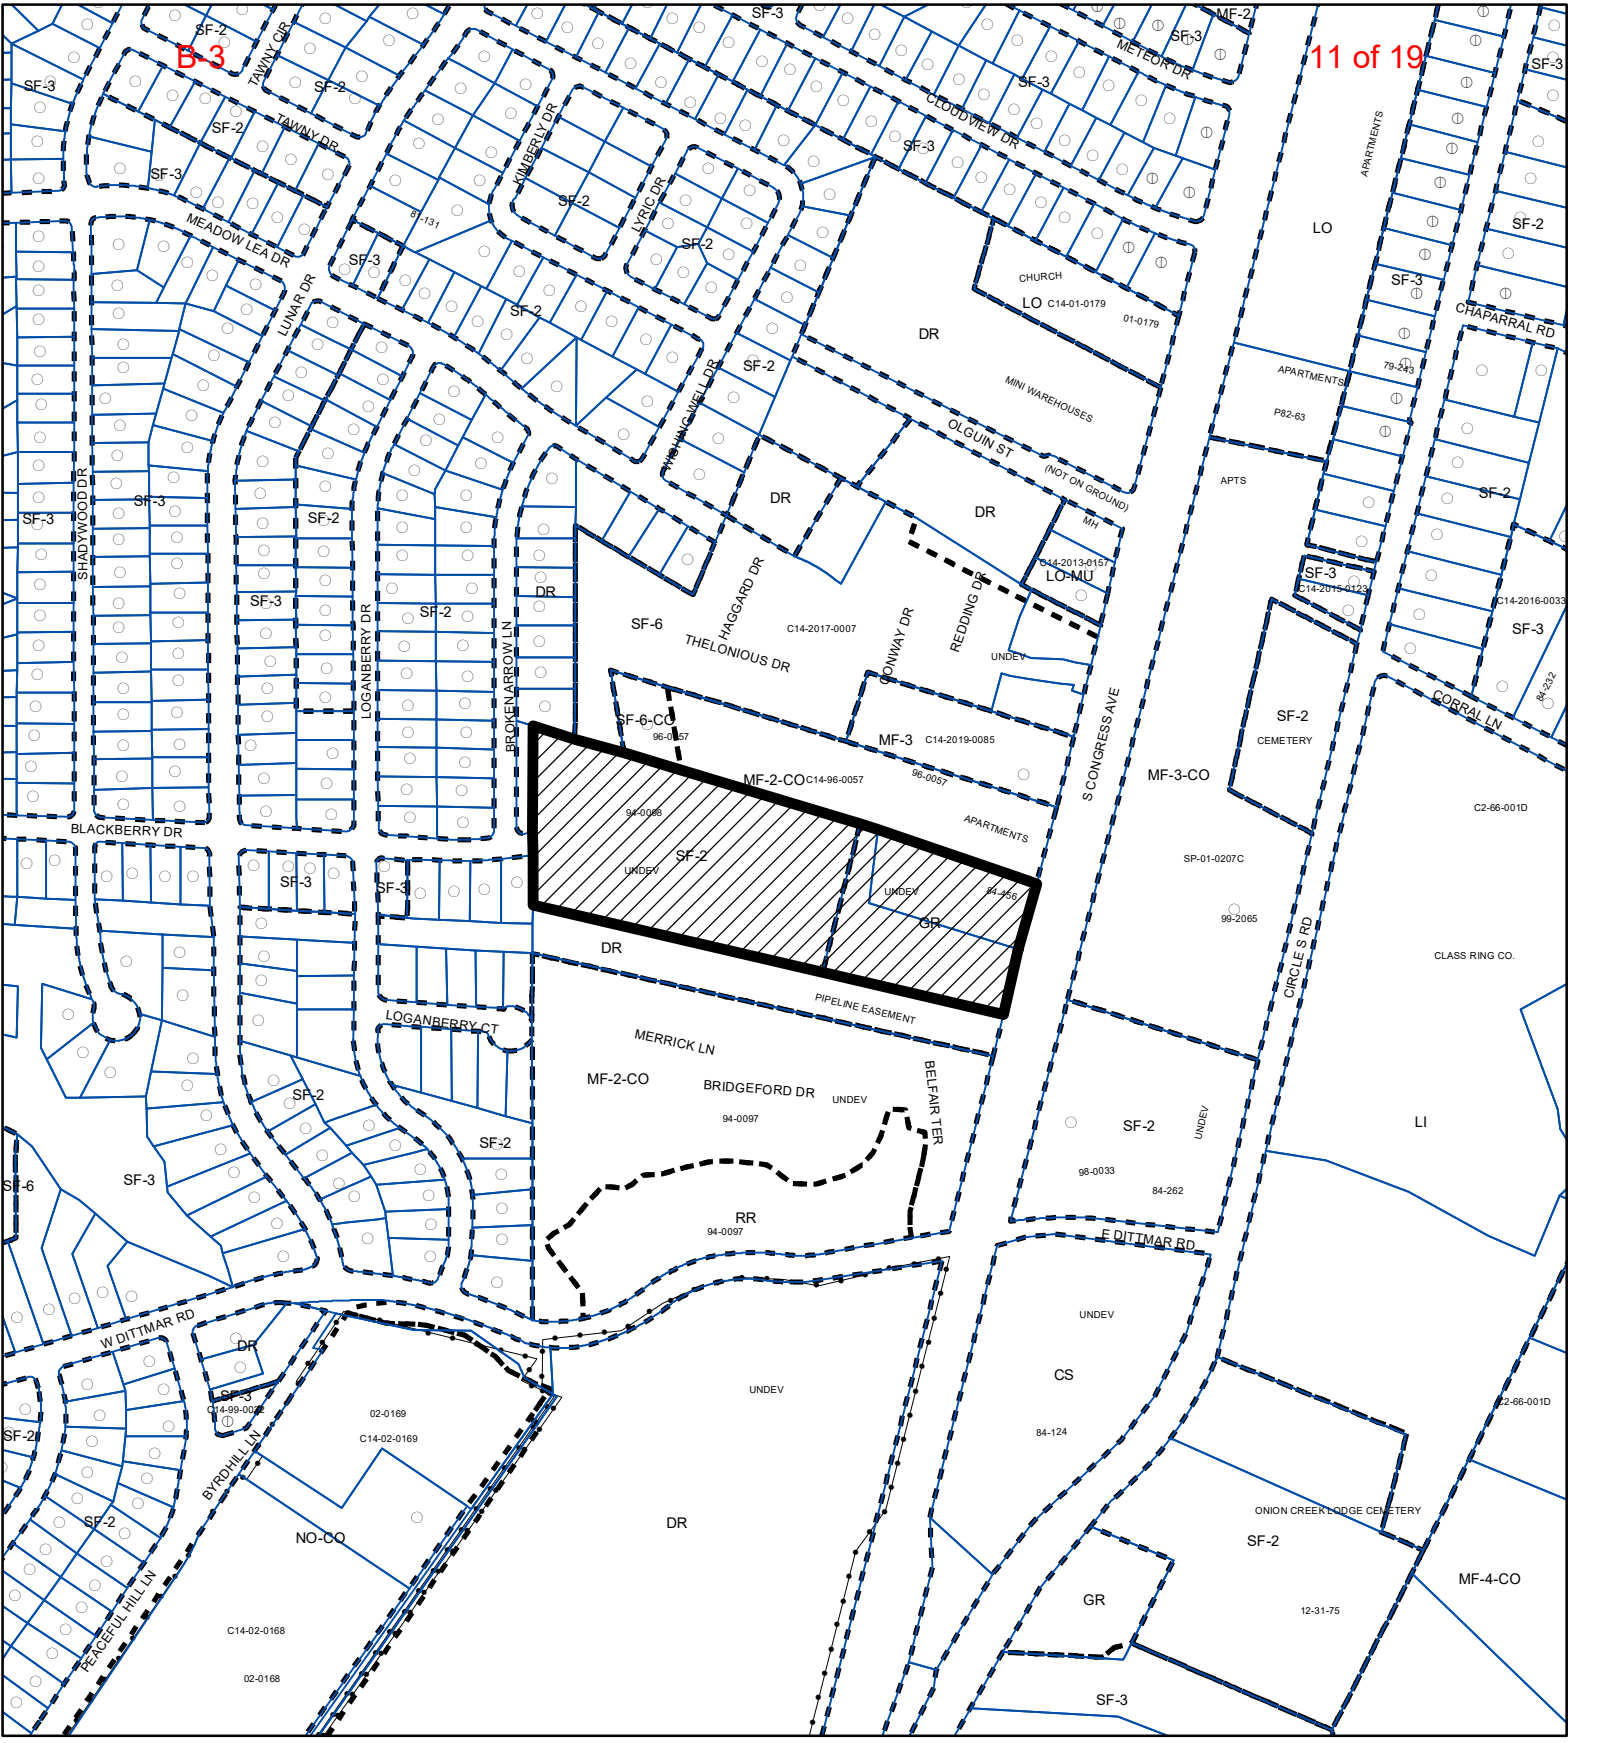 SF-3
MF-2
SF-2
B-3
TAWNY CIR
SF-3
METEOR DR
11 of 19
SF-3
SF-3
SF-2
SF-3
CLOUDVIEW DR
SF-2
TAWNY DR
KIMBERLY DR
SF-3
APARTMENTS
SF-3
SF-2
LYRIC DR
81-131
MEADOW LEA DR
SF-2
LO
SF-2
SF-3
CHURCH
SF-3
LO
C14-01-0179
01-0179
LUNAR DR
SF-2
DR
CHAPARRAL RD
SF-2
79-243
APARTMENTS
MINI WAREHOUSES
P82-63
WISHING WELL DR
OLGUIN ST
(NOT ON GROUND)
APTS
SHADYWOOD DR
SF-3
SF-3
SF-2
DR
DR
MH
SF-2
C14-2013-0157
LO-MU
SF-3
C14-2015-0123
DR
HAGGARD DR
SF-3
SF-2
LOGANBERRY DR
BROKEN ARROW LN
SF-6
THELONIOUS DR
C14-2017-0007
CONWAY DR
REDDING DR
UNDEV
C14-2016-0033
SF-3
84-232
CORRAL LN
SF-6-CO
96-0057
MF-3
C14-2019-0085
S CONGRESS AVE
SF-2
CEMETERY
MF-2-CO
C14-96-0057
96-0057
MF-3-CO
94-0098
APARTMENTS
C2-66-001D
BLACKBERRY DR
SF-2
UNDEV
SP-01-0207C
SF-3
SF-3
UNDEV
84-456
GR
99-2065
DR
CIRCLE S RD
CLASS RING CO.
PIPELINE EASEMENT
LOGANBERRY CT
MERRICK LN
MF-2-CO
BRIDGEFORD DR
UNDEV
BELFAIR TER
94-0097
SF-2
SF-2
SF-2
UNDEV
LI
SF-6
SF-3
98-0033
84-262
RR
94-0097
E DITTMAR RD
W DITTMAR RD
DR
UNDEV
SF-3
C14-99-0022
UNDEV
CS
C2-66-001D
02-0169
C14-02-0169
84-124
SF-2
BYRDHILL LN
SF-2
NO-CO
DR
ONION CREEK LODGE CEMETERY
SF-2
MF-4-CO
PEACEFUL HILL LN
GR
12-31-75
C14-02-0168
02-0168
SF-3